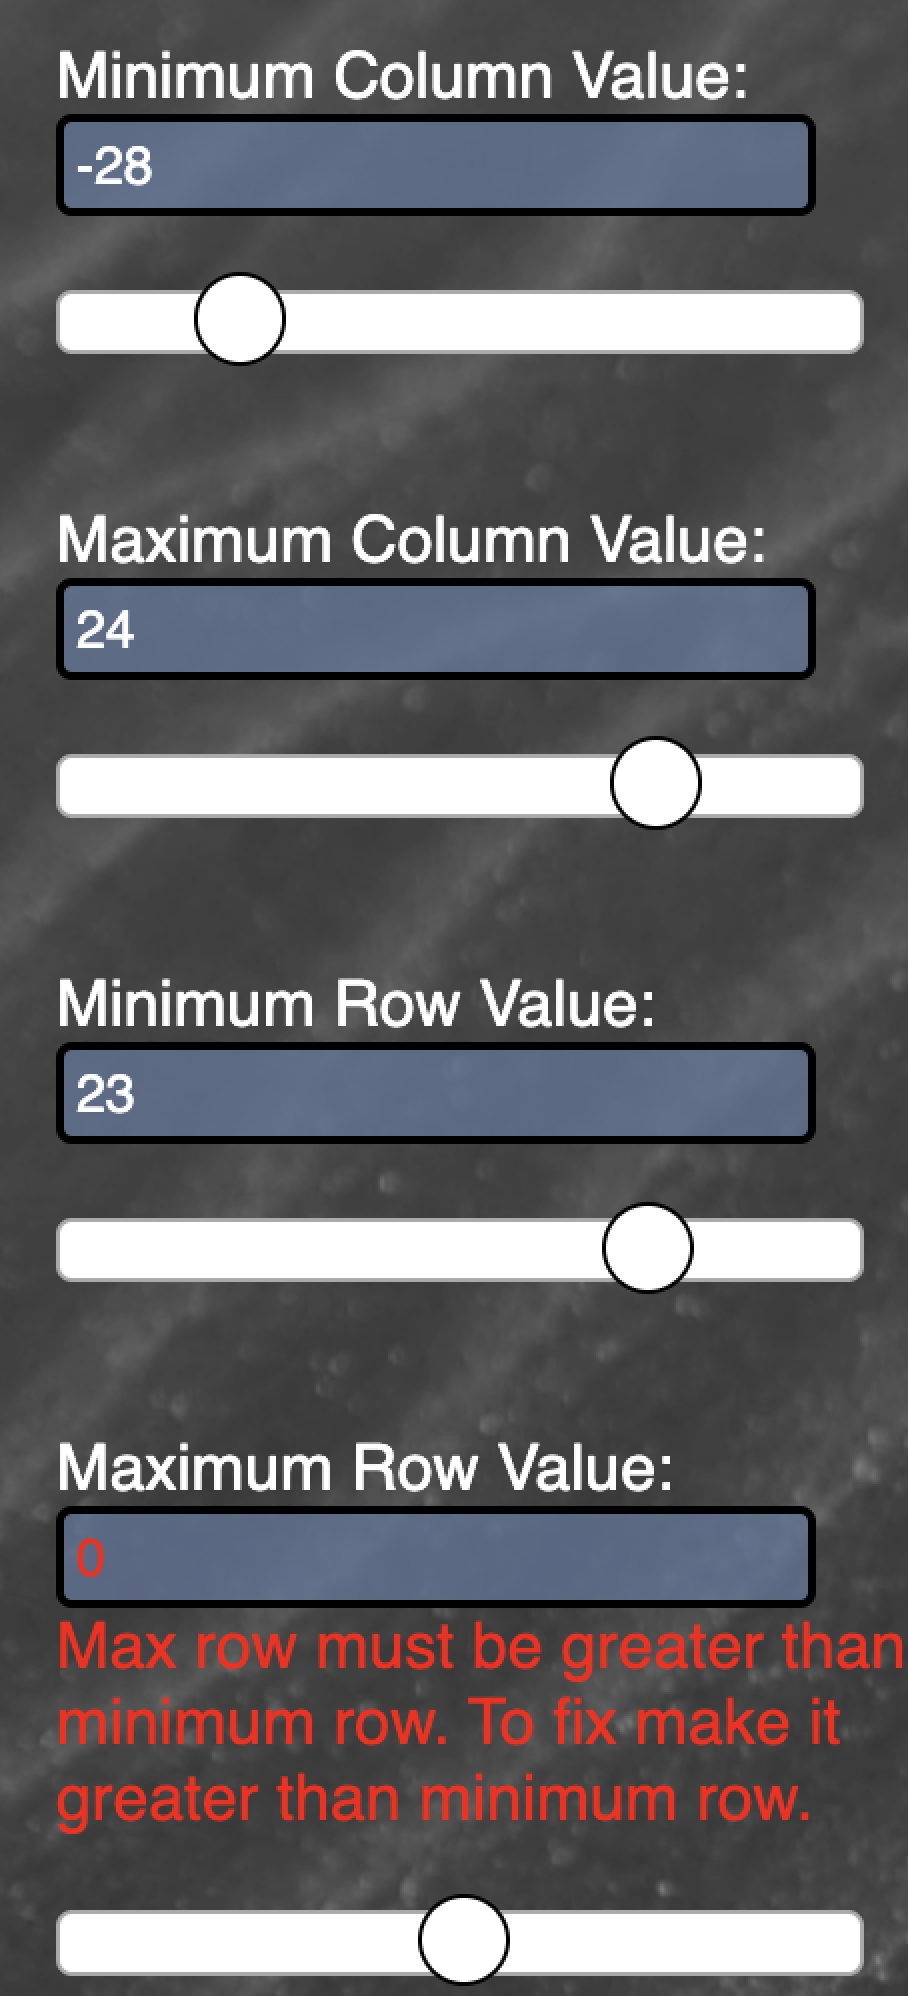 Minimum Column Value:
-28
Maximum Column Value:
24
Minimum Row Value:
23
Maximum Row Value:
0
Max row must be greater than
minimum row. To fix make it
greater than minimum row.